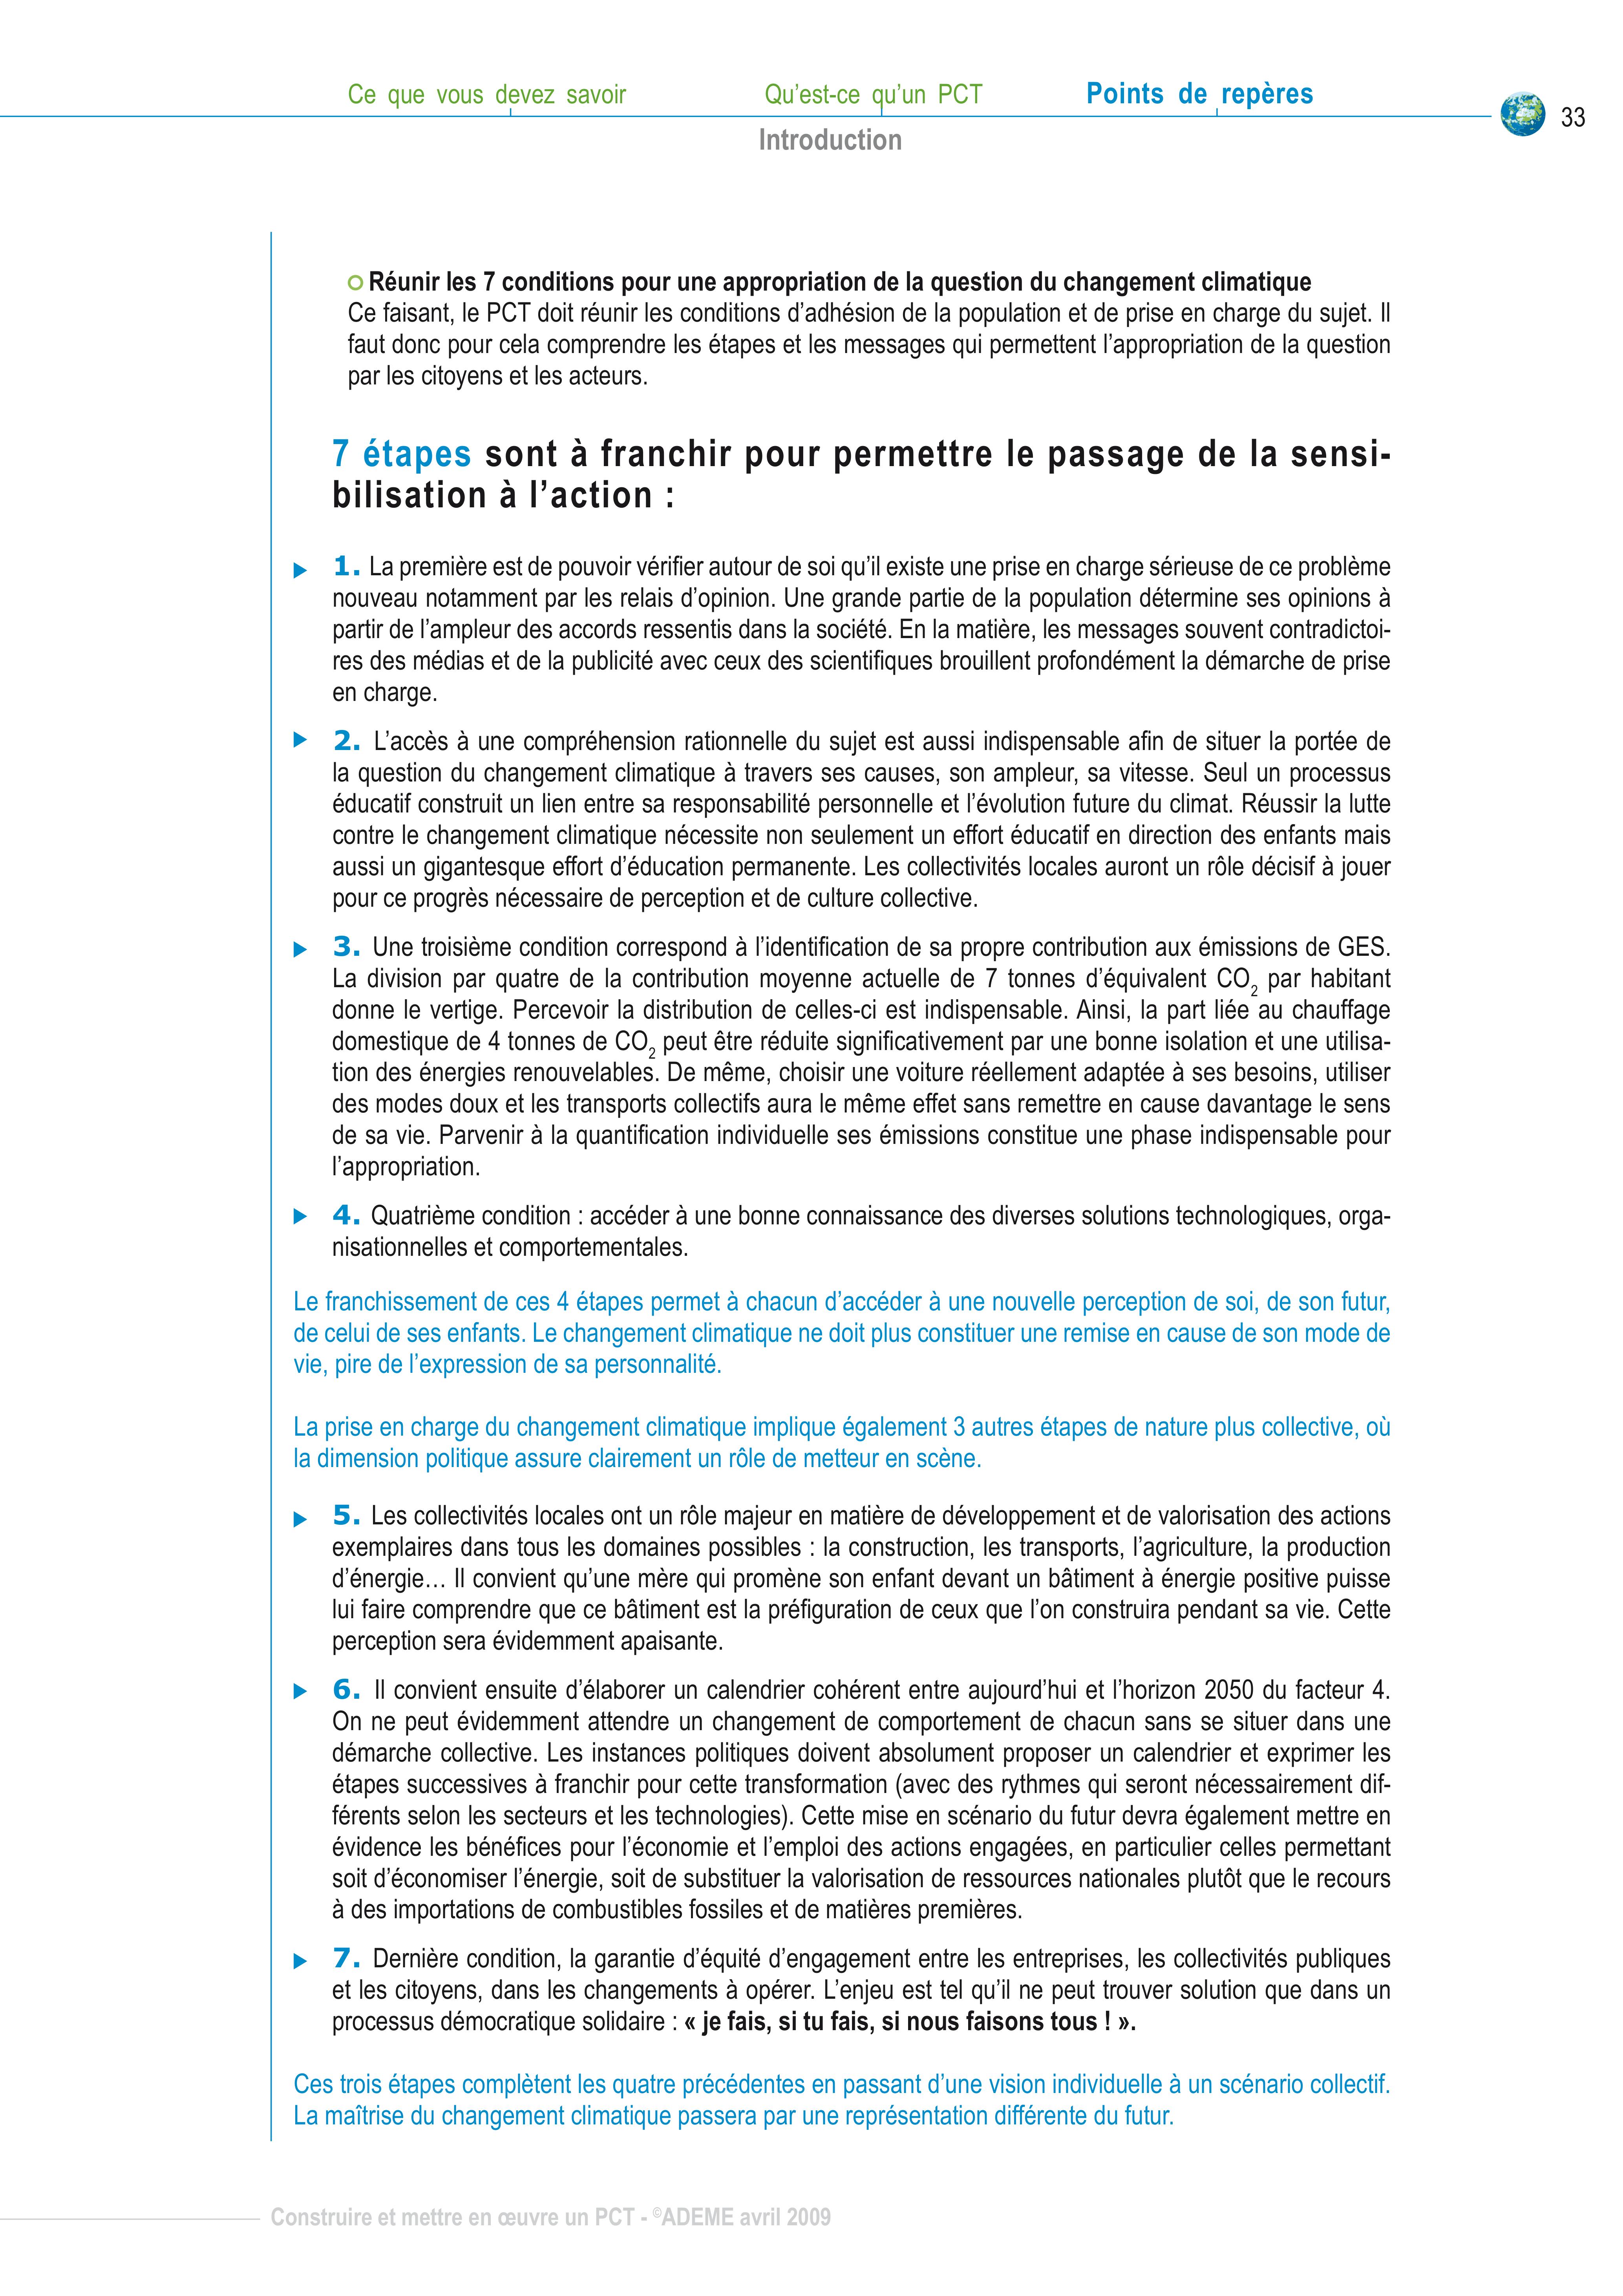 Ce que vous devez savoir
Qu’est-ce qu’un PCT
Points de repères
33
Introduction
Réunir les 7 conditions pour une appropriation de la question du changement climatique
Ce faisant, le PCT doit réunir les conditions d’adhésion de la population et de prise en charge du sujet. Il
faut donc pour cela comprendre les étapes et les messages qui permettent l’appropriation de la question
par les citoyens et les acteurs.
7 étapes sont à franchir pour permettre le passage de la sensi-
bilisation à l’action :
1. La première est de pouvoir vérifier autour de soi qu’il existe une prise en charge sérieuse de ce problème
nouveau notamment par les relais d’opinion. Une grande partie de la population détermine ses opinions à
partir de l’ampleur des accords ressentis dans la société. En la matière, les messages souvent contradictoi-
res des médias et de la publicité avec ceux des scientifiques brouillent profondément la démarche de prise
en charge.
2. L’accès à une compréhension rationnelle du sujet est aussi indispensable afin de situer la portée de
la question du changement climatique à travers ses causes, son ampleur, sa vitesse. Seul un processus
éducatif construit un lien entre sa responsabilité personnelle et l’évolution future du climat. Réussir la lutte
contre le changement climatique nécessite non seulement un effort éducatif en direction des enfants mais
aussi un gigantesque effort d’éducation permanente. Les collectivités locales auront un rôle décisif à jouer
pour ce progrès nécessaire de perception et de culture collective.
3. Une troisième condition correspond à l’identification de sa propre contribution aux émissions de GES.
La division par quatre de la contribution moyenne actuelle de 7 tonnes d’équivalent CO2 par habitant
donne le vertige. Percevoir la distribution de celles-ci est indispensable. Ainsi, la part liée au chauffage
domestique de 4 tonnes de CO2 peut être réduite significativement par une bonne isolation et une utilisa-
tion des énergies renouvelables. De même, choisir une voiture réellement adaptée à ses besoins, utiliser
des modes doux et les transports collectifs aura le même effet sans remettre en cause davantage le sens
de sa vie. Parvenir à la quantification individuelle ses émissions constitue une phase indispensable pour
l’appropriation.
4. Quatrième condition : accéder à une bonne connaissance des diverses solutions technologiques, orga-
nisationnelles et comportementales.
Le franchissement de ces 4 étapes permet à chacun d’accéder à une nouvelle perception de soi, de son futur,
de celui de ses enfants. Le changement climatique ne doit plus constituer une remise en cause de son mode de
vie, pire de l’expression de sa personnalité.
La prise en charge du changement climatique implique également 3 autres étapes de nature plus collective, où
la dimension politique assure clairement un rôle de metteur en scène.
5. Les collectivités locales ont un rôle majeur en matière de développement et de valorisation des actions
exemplaires dans tous les domaines possibles : la construction, les transports, l’agriculture, la production
d’énergie… Il convient qu’une mère qui promène son enfant devant un bâtiment à énergie positive puisse
lui faire comprendre que ce bâtiment est la préfiguration de ceux que l’on construira pendant sa vie. Cette
perception sera évidemment apaisante.
6. Il convient ensuite d’élaborer un calendrier cohérent entre aujourd’hui et l’horizon 2050 du facteur 4.
On ne peut évidemment attendre un changement de comportement de chacun sans se situer dans une
démarche collective. Les instances politiques doivent absolument proposer un calendrier et exprimer les
étapes successives à franchir pour cette transformation (avec des rythmes qui seront nécessairement dif-
férents selon les secteurs et les technologies). Cette mise en scénario du futur devra également mettre en
évidence les bénéfices pour l’économie et l’emploi des actions engagées, en particulier celles permettant
soit d’économiser l’énergie, soit de substituer la valorisation de ressources nationales plutôt que le recours
à des importations de combustibles fossiles et de matières premières.
7. Dernière condition, la garantie d’équité d’engagement entre les entreprises, les collectivités publiques
et les citoyens, dans les changements à opérer. L’enjeu est tel qu’il ne peut trouver solution que dans un
processus démocratique solidaire : « je fais, si tu fais, si nous faisons tous ! ».
Ces trois étapes complètent les quatre précédentes en passant d’une vision individuelle à un scénario collectif.
La maîtrise du changement climatique passera par une représentation différente du futur.
Construire et mettre en œuvre un PCT - ©ADEME avril 2009